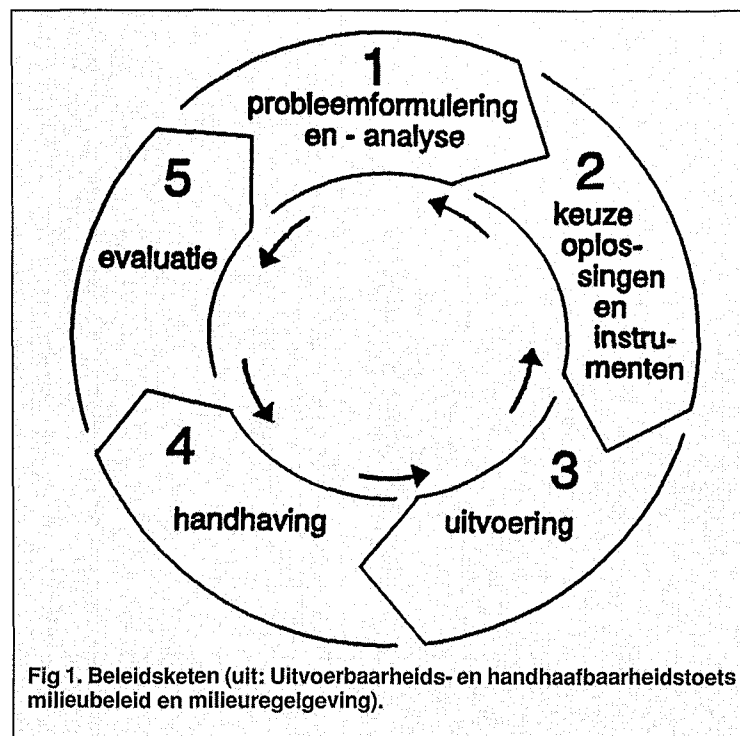 1
probleemformulering
en - analyse
2
keuze
oplos-
singen
en
instru-
menten
3
uitvoering
4
handhaving
5
evaluatie
Fig 1. Beleidsketen (uit: Uitvoerbaarheids- en handhaafbaarheidstoets
milieubeleid en milieuregelgeving).